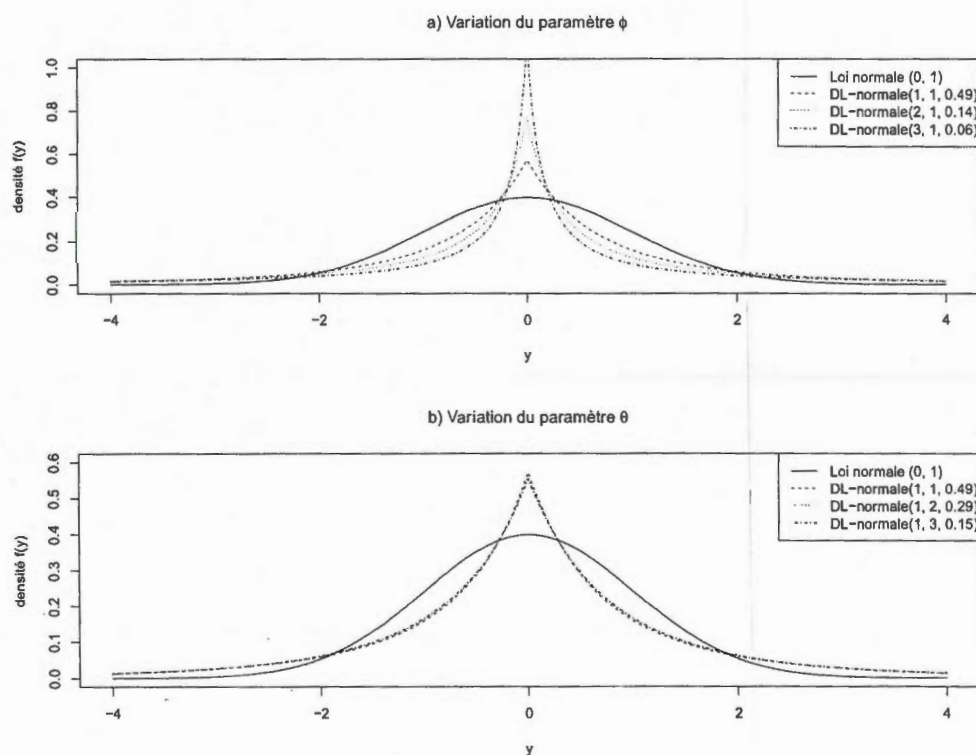 a) Variation du paramètre ϕ
densité f(y)
1.0
0.8
0.6
0.4
0.2
0.0
Loi normale (0, 1)
DL−normale(1, 1, 0.49)
DL−normale(2, 1, 0.14)
DL−normale(3, 1, 0.06)
−4
−2
0
2
4
y
b) Variation du paramètre θ
densité f(y)
0.6
0.5
0.4
0.3
0.2
0.1
0.0
Loi normale (0, 1)
DL−normale(1, 1, 0.49)
DL−normale(1, 2, 0.29)
DL−normale(1, 3, 0.15)
−4
−2
0
2
4
y